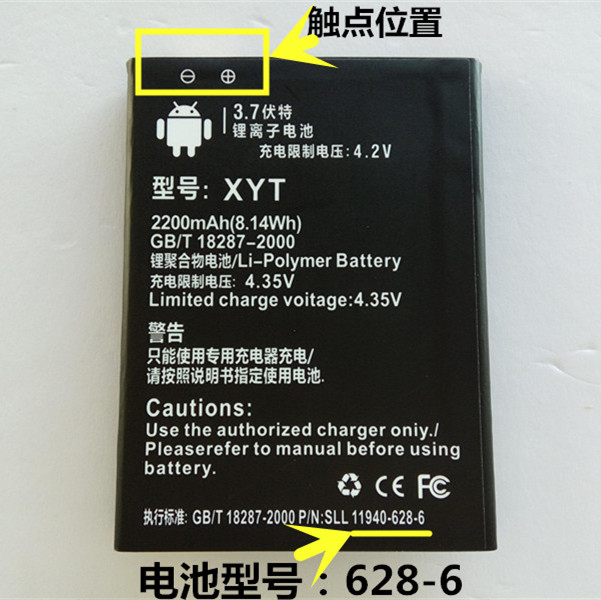 触点位置
⊖ ⊕
3.7伏特
锂离子电池
充电限制电压:4.2V
型号: XYT
2200mAh(8.14Wh)
GB/T 18287-2000
锂聚合物电池/Li-Polymer Battery
充电限制电压: 4.35V
Limited charge voitage:4.35V
警告
只能使用专用充电器充电/
请按照说明书指定使用电池.
Cautions:
Use the authorized charger oniy./
Pleaserefer to manual before using
battery.
CE FC
执行标准: GB/T 18287-2000 P/N:SLL 11940-628-6
电池型号：628-6